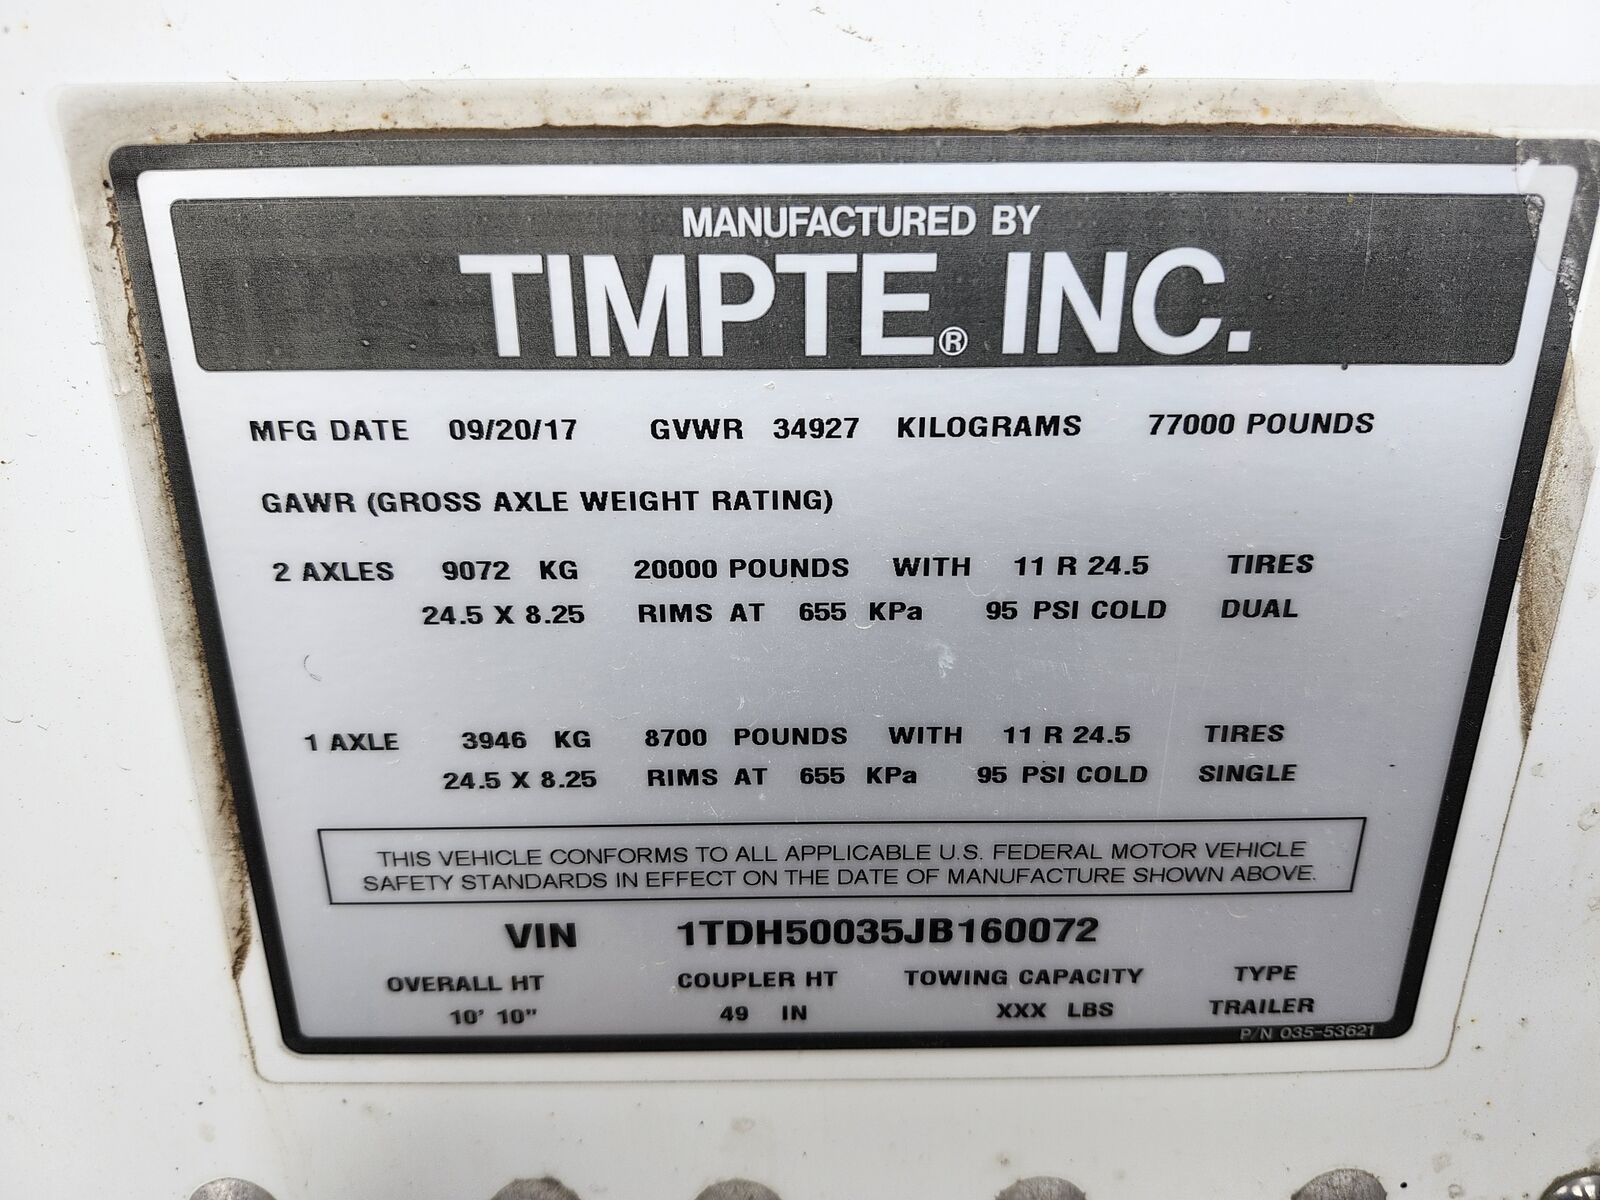 MANUFACTURED BY
TIMPTE® INC.
MFG DATE 09/20/17 GVWR 34927 KILOGRAMS 77000 POUNDS
GAWR (GROSS AXLE WEIGHT RATING)
2 AXLES 9072 KG 20000 POUNDS WITH 11 R 24.5 TIRES
24.5 X 8.25 RIMS AT 655 KPa 95 PSI COLD DUAL
1 AXLE 3946 KG 8700 POUNDS WITH 11 R 24.5 TIRES
24.5 X 8.25 RIMS AT 655 KPa 95 PSI COLD SINGLE
THIS VEHICLE CONFORMS TO ALL APPLICABLE U.S. FEDERAL MOTOR VEHICLE
SAFETY STANDARDS IN EFFECT ON THE DATE OF MANUFACTURE SHOWN ABOVE.
VIN 1TDH50035JB160072
OVERALL HT COUPLER HT TOWING CAPACITY TYPE
10' 10" 49 IN XXX LBS TRAILER
P/N 035-53621